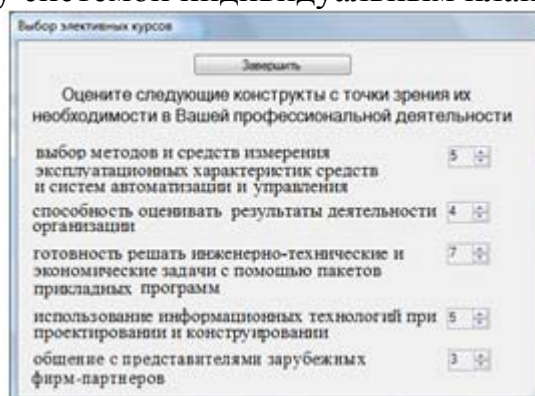 Выбор элективных курсов
Завершить
Оцените следующие конструкты с точки зрения их
необходимости в Вашей профессиональной деятельности
выбор методов и средств измерения 5
эксплуатационных характеристик средств
и систем автоматизации и управления
способность оценивать результаты деятельности 4
организации
готовность решать инженерно-технические и 7
экономические задачи с помощью пакетов
прикладных программ
использование информационных технологий при 5
проектировании и конструировании
общение с представителями зарубежных 3
фирм-партнеров